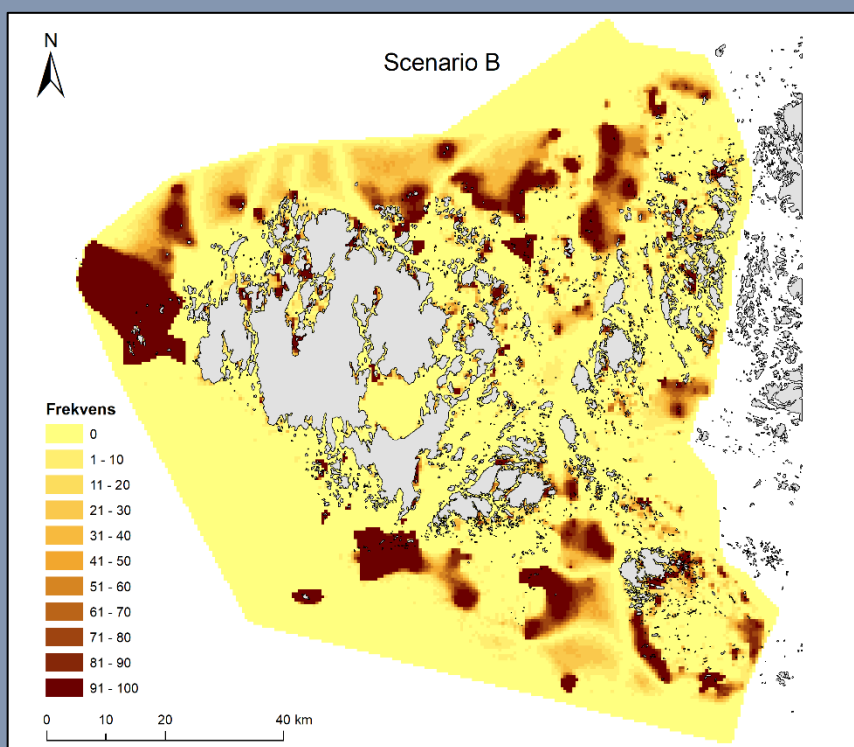 N
Scenario B
Frekvens
0
1 - 10
11 - 20
21 - 30
31 - 40
41 - 50
51 - 60
61 - 70
71 - 80
81 - 90
91 - 100
0 10 20 40 km